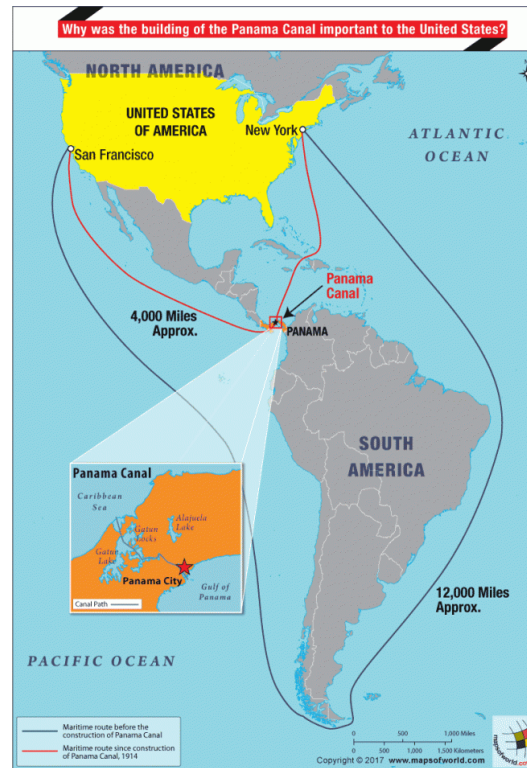 Why was the building of the Panama Canal important to the United States?
NORTH AMERICA
UNITED STATES
OF AMERICA
New York
San Francisco
ATLANTIC
OCEAN
Panama
Canal
4,000 Miles
Approx.
PANAMA
SOUTH
AMERICA
Panama Canal
Caribbean
Sea
Gatun
Locks
Alajuela
Lake
Gatun
Lake
Panama City
Gulf of
Panama
Canal Path
12,000 Miles
Approx.
PACIFIC OCEAN
Maritime route before the
construction of Panama Canal
Maritime route since construction
of Panama Canal, 1914
0 500 1,000 Miles
0 500 1,000 1,500 Kilometers
Copyright © 2017 www.mapsofworld.com
mapsofworld.com